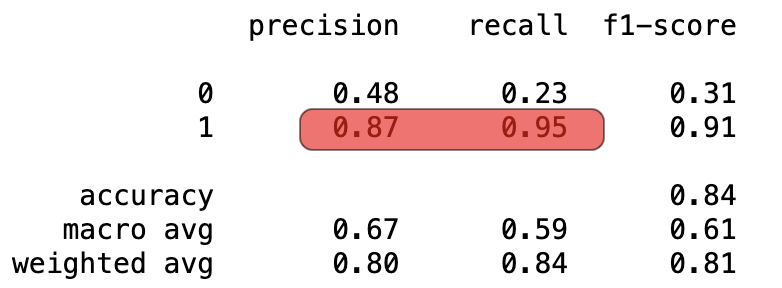 precision recall f1-score
0 0.48 0.23 0.31
1 0.87 0.95 0.91
accuracy 0.84
macro avg 0.67 0.59 0.61
weighted avg 0.80 0.84 0.81